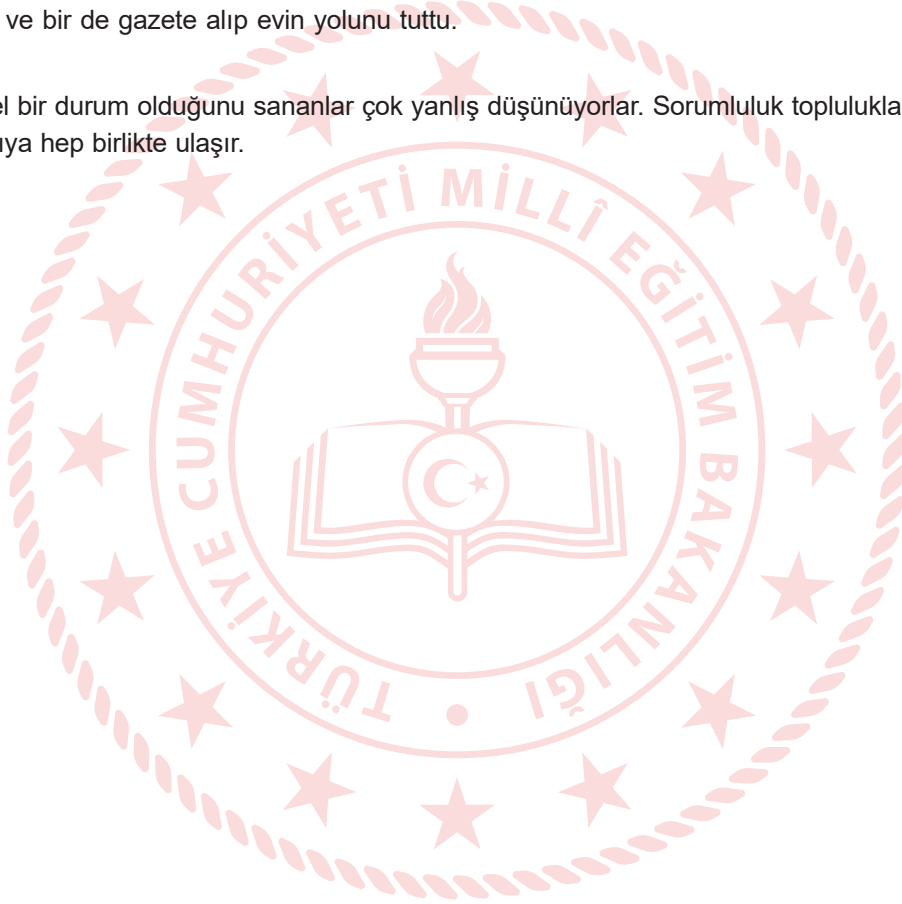 ve bir de gazete alıp evin yolunu tuttu.
el bir durum olduğunu sananlar çok yanlış düşünüyorlar. Sorumluluk toplulukla
ıya hep birlikte ulaşır.
TÜRKİYE CUMHURİYETİ MİLLÎ EĞİTİM BAKANLIĞI